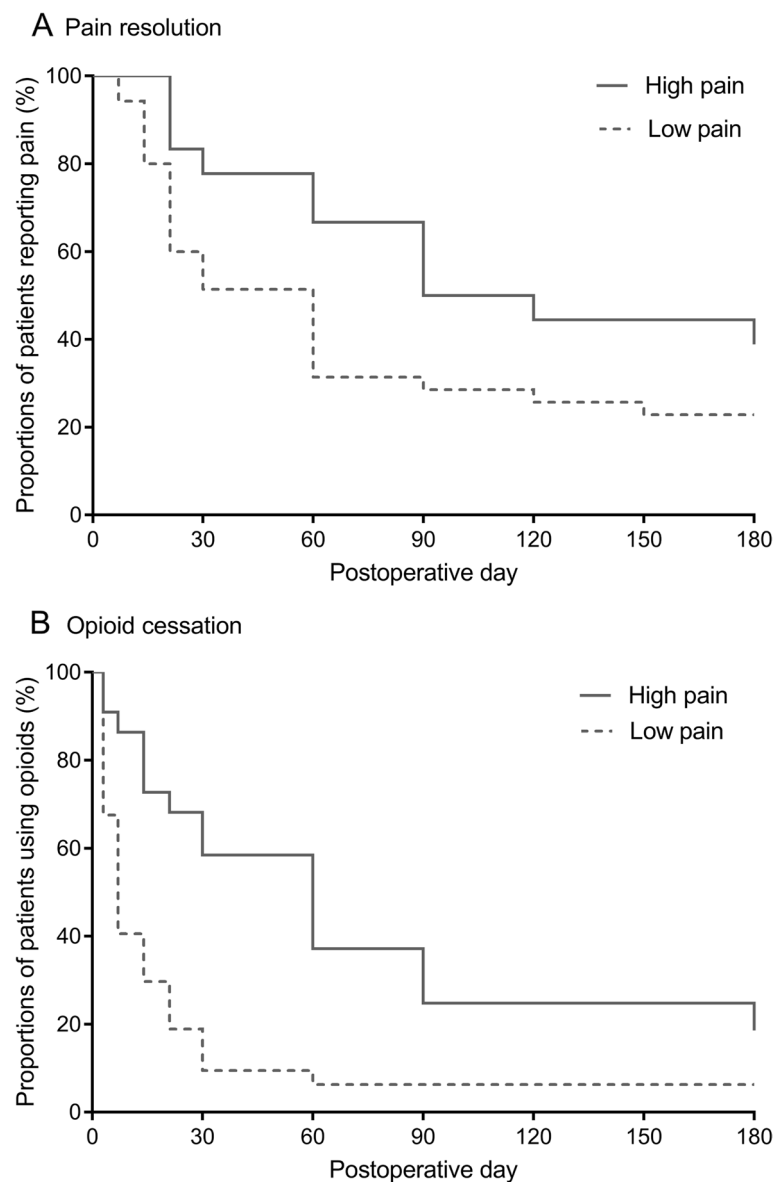 A Pain resolution
High pain
Low pain
Proportions of patients reporting pain (%)
100
80
60
40
20
0
0 30 60 90 120 150 180
Postoperative day
B Opioid cessation
High pain
Low pain
Proportions of patients using opioids (%)
100
80
60
40
20
0
0 30 60 90 120 150 180
Postoperative day